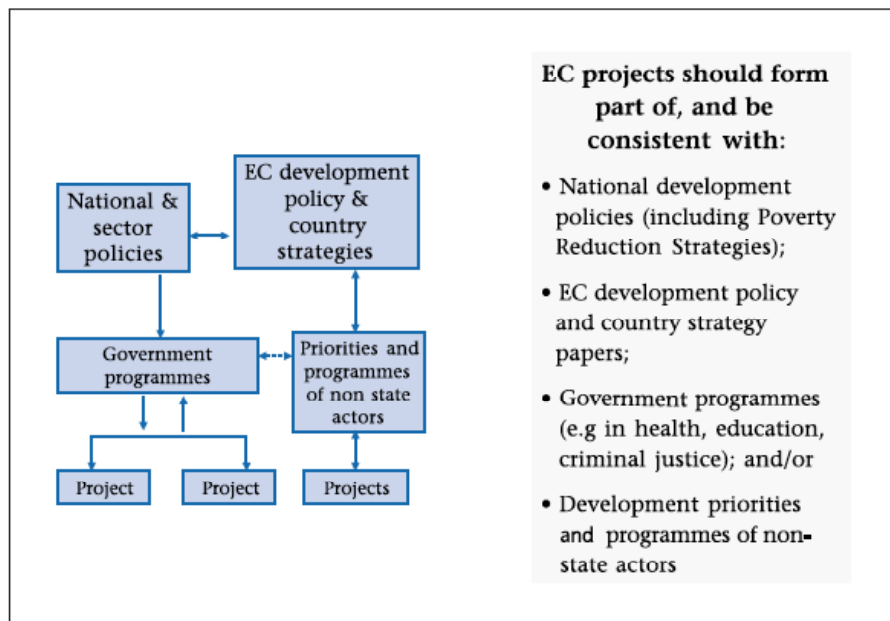 National &
sector
policies
EC development
policy &
country
strategies
Government
programmes
Priorities and
programmes
of non state
actors
Project
Project
Projects
EC projects should form
part of, and be
consistent with:
• National development
policies (including Poverty
Reduction Strategies);
• EC development policy
and country strategy
papers;
• Government programmes
(e.g in health, education,
criminal justice); and/or
• Development priorities
and programmes of non-
state actors